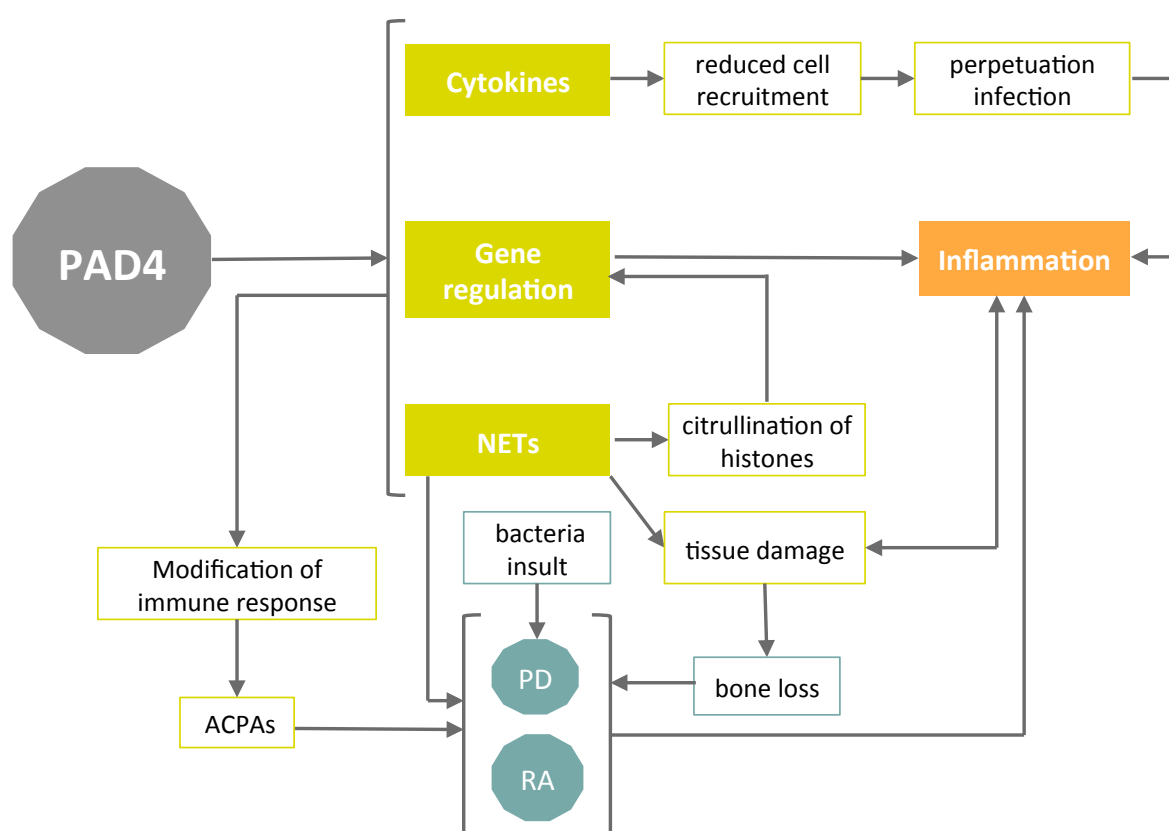 Cytokines
reduced cell
recruitment
perpetuation
infection
PAD4
Gene
regulation
Inflammation
NETs
citrullination of
histones
bacteria
insult
tissue damage
Modification of
immune response
PD
bone loss
ACPAs
RA